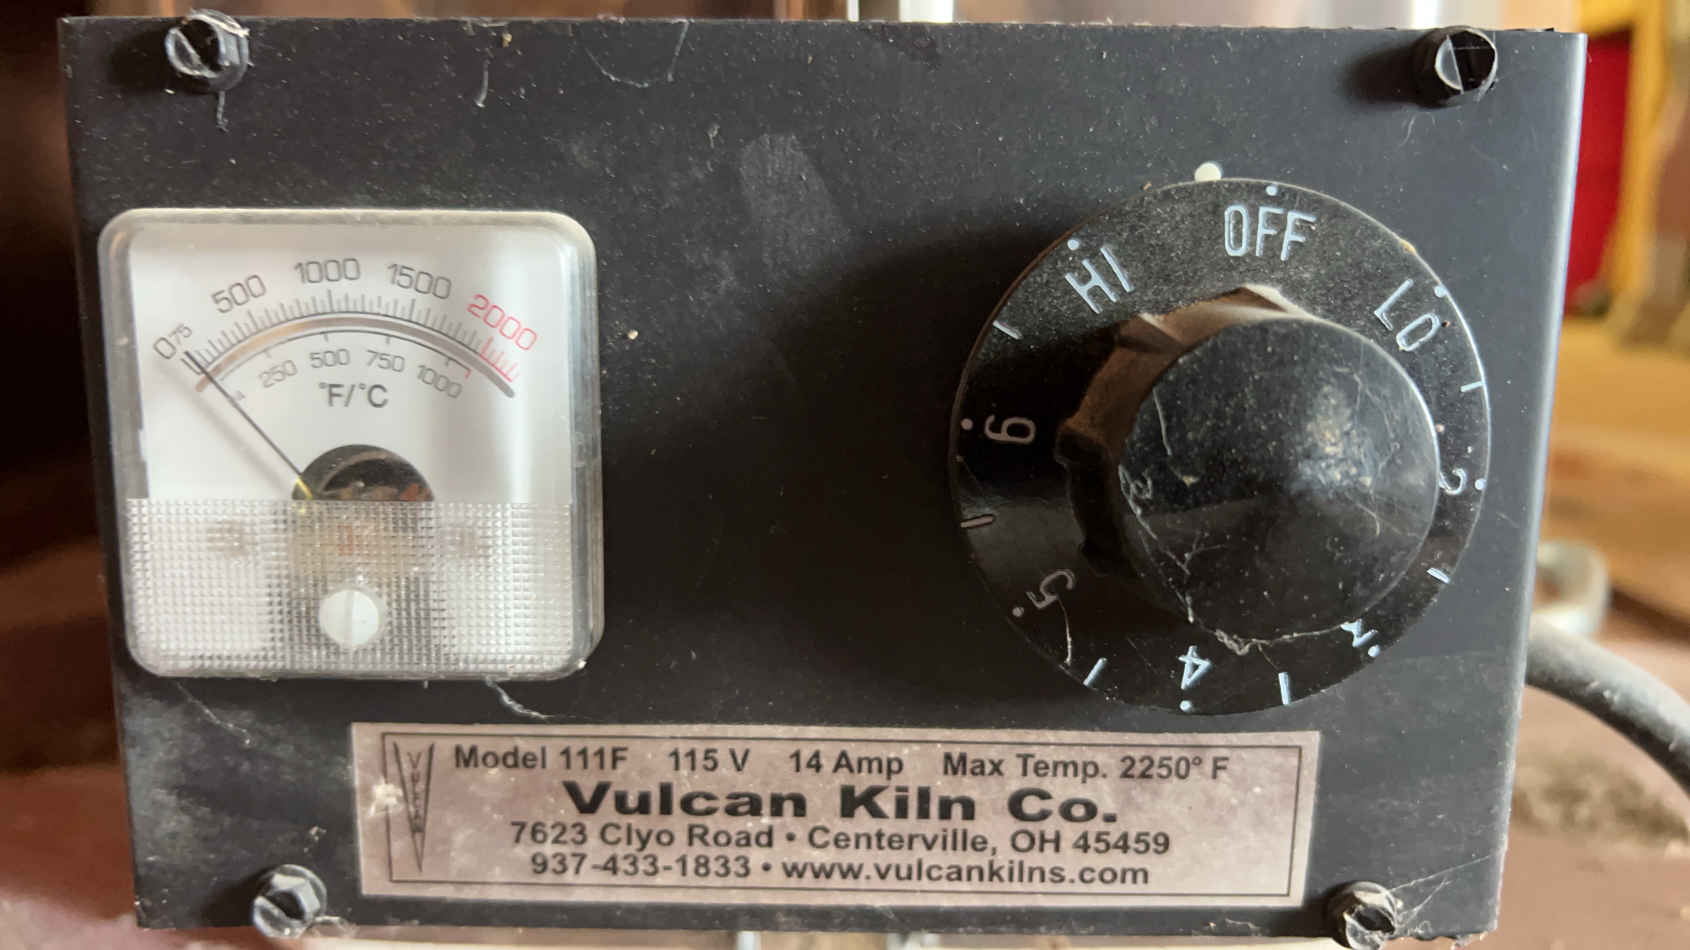 0 75 500 1000 1500 2000
250 500 750 1000
°F/°C
OFF
LO
2
3
4
5
6
HI
VULCAN
Model 111F 115 V 14 Amp Max Temp. 2250° F
Vulcan Kiln Co.
7623 Clyo Road • Centerville, OH 45459
937-433-1833 • www.vulcankilns.com